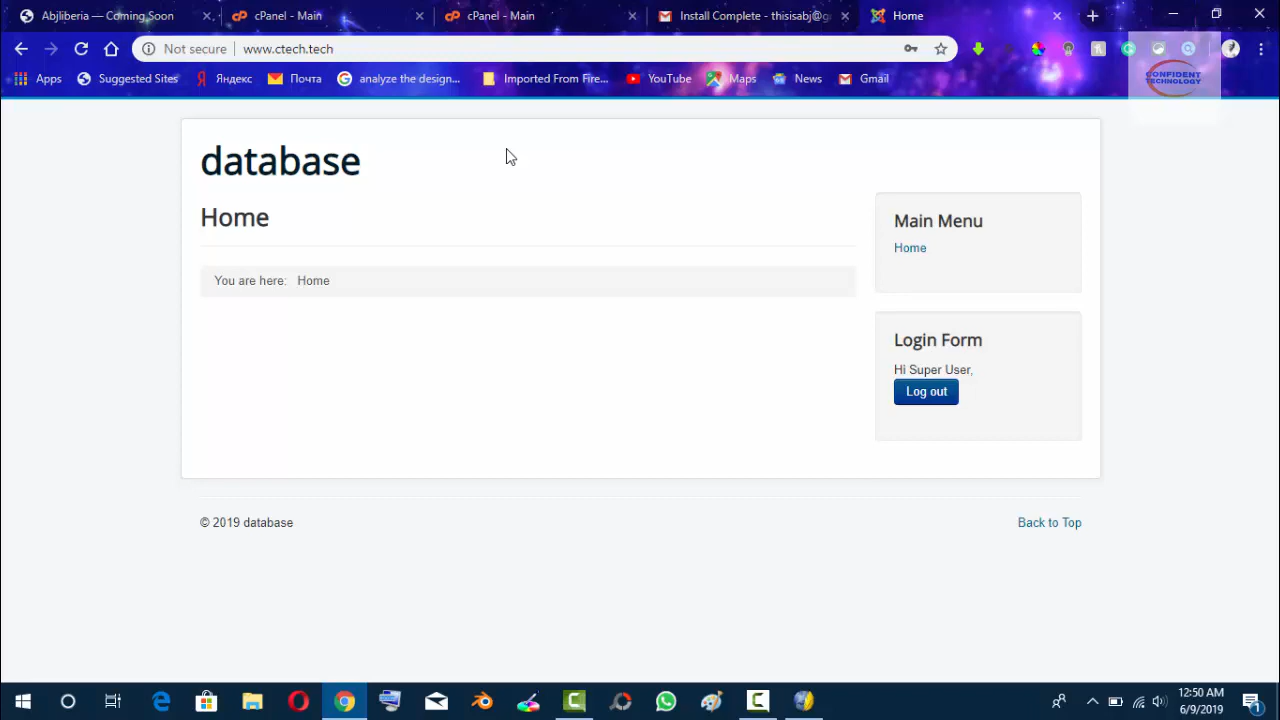 Abjliberia — Coming Soon
cPanel - Main
cPanel - Main
Install Complete - thisisabj@g
Home
Not secure
www.ctech.tech
Apps
Suggested Sites
Яндекс
Почта
analyze the design...
Imported From Fire...
YouTube
Maps
News
Gmail
CONFIDENT
TECHNOLOGY
database
Home
You are here: Home
Main Menu
Home
Login Form
Hi Super User,
Log out
© 2019 database
Back to Top
12:50 AM
6/9/2019
1